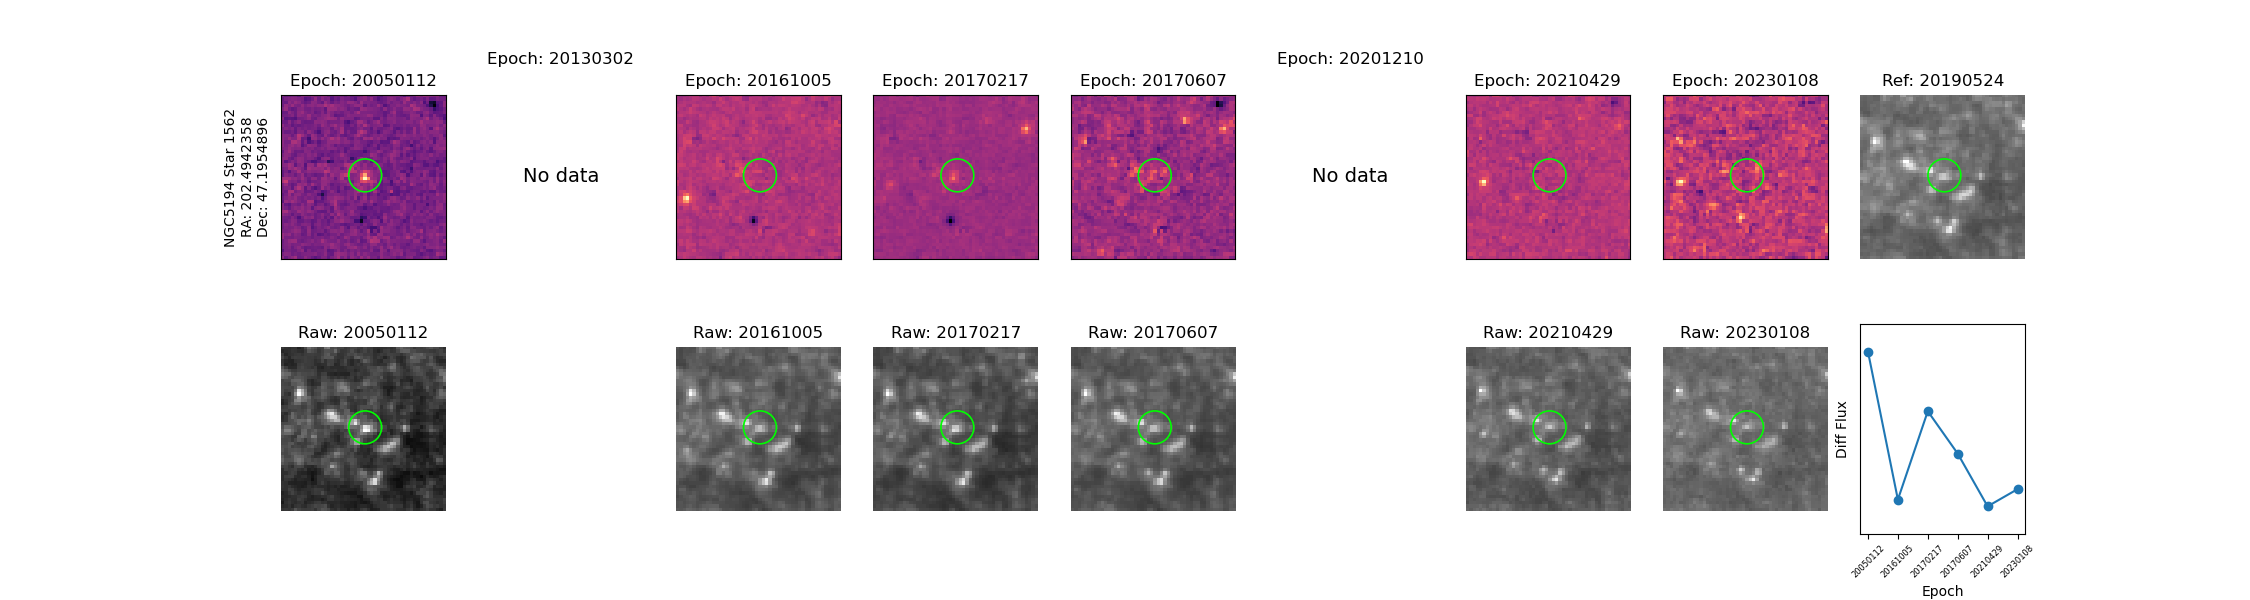 Epoch: 20130302
Epoch: 20201210
Epoch: 20050112
Epoch: 20161005
Epoch: 20170217
Epoch: 20170607
Epoch: 20210429
Epoch: 20230108
Ref: 20190524
NGC5194 Star 1562
RA: 202.4942358
Dec: 47.1954896
No data
No data
Raw: 20050112
Raw: 20161005
Raw: 20170217
Raw: 20170607
Raw: 20210429
Raw: 20230108
Diff Flux
20050112
20161005
20170217
20170607
20210429
20230108
Epoch